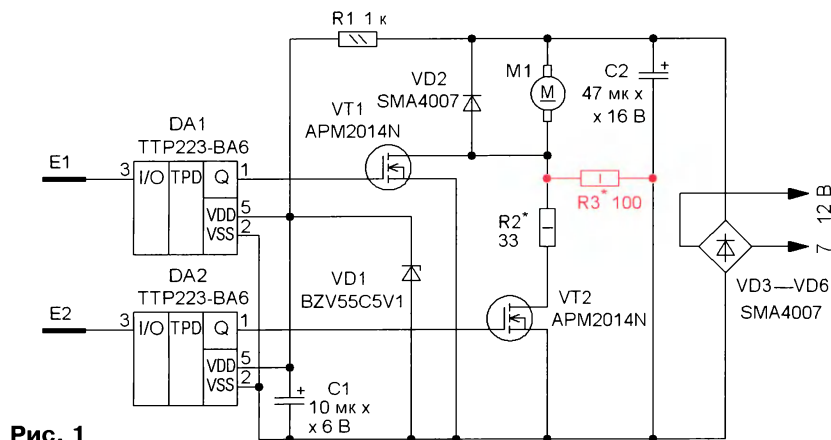 R1 1 к
VD2
SMA4007
M1
M
C2
47 мк х
х 16 В
+
VT1
APM2014N
DA1
TTP223-BA6
E1
3
I/O
TPD
Q
1
VDD
5
VSS
2
R3* 100
R2*
33
12 В
7
VD3—VD6
SMA4007
VD1
BZV55C5V1
VT2
APM2014N
DA2
TTP223-BA6
E2
3
I/O
TPD
Q
1
VDD
5
VSS
2
C1
10 мк х
х 6 В
+
Рис. 1